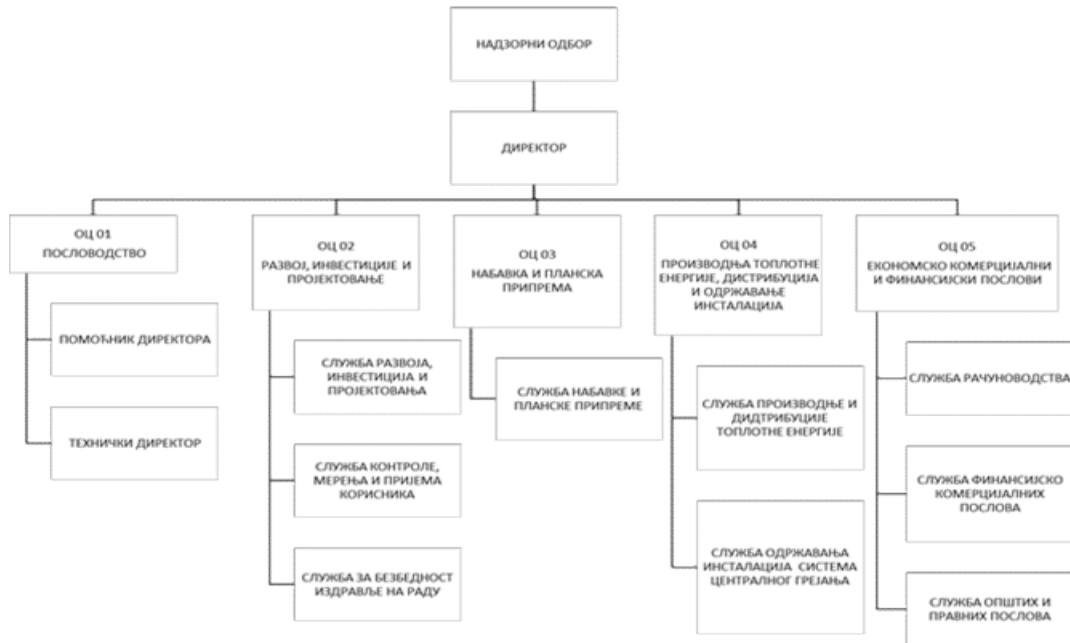 НАДЗОРНИ ОДБОР
ДИРЕКТОР
ОЦ 01
ПОСЛОВОДСТВО
ПОМОЋНИК ДИРЕКТОРА
ТЕХНИЧКИ ДИРЕКТОР
ОЦ 02
РАЗВОЈ, ИНВЕСТИЦИЈЕ И
ПРОЈЕКТОВАЊЕ
СЛУЖБА РАЗВОЈА,
ИНВЕСТИЦИЈА И
ПРОЈЕКТОВАЊА
СЛУЖБА КОНТРОЛЕ,
МЕРЕЊА И ПРИЈЕМА
КОРИСНИКА
СЛУЖБА ЗА БЕЗБЕДНОСТ
ИЗДРАВЉЕ НА РАДУ
ОЦ 03
НАБАВКА И ПЛАНСКА
ПРИПРЕМА
СЛУЖБА НАБАВКЕ И
ПЛАНСКЕ ПРИПРЕМЕ
ОЦ 04
ПРОИЗВОДЊА ТОПЛОТНЕ
ЕНЕРГИЈЕ, ДИСТРИБУЦИЈА
И ОДРЖАВАЊЕ
ИНСТАЛАЦИЈА
СЛУЖБА ПРОИЗВОДЊЕ И
ДИДТРИБУЦИЈЕ
ТОПЛОТНЕ ЕНЕРГИЈЕ
СЛУЖБА ОДРЖАВАЊА
ИНСТАЛАЦИЈА СИСТЕМА
ЦЕНТРАЛНОГ ГРЕЈАЊА
ОЦ 05
ЕКОНОМСКО КОМЕРЦИЈАЛНИ
И ФИНАНСИЈСКИ ПОСЛОВИ
СЛУЖБА РАЧУНОВОДСТВА
СЛУЖБА ФИНАНСИЈСКО
КОМЕРЦИЈАЛНИХ
ПОСЛОВА
СЛУЖБА ОПШТИХ И
ПРАВНИХ ПОСЛОВА